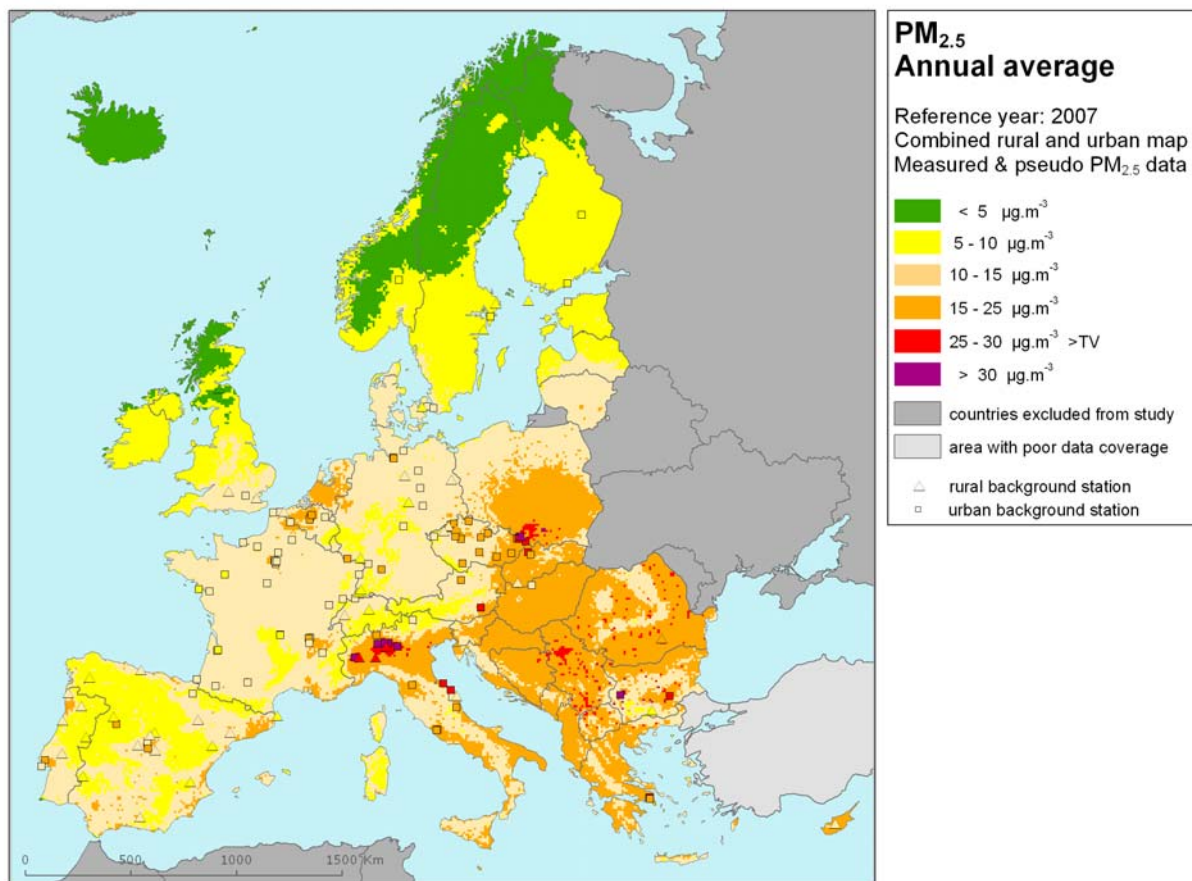 PM2.5
Annual average
Reference year: 2007
Combined rural and urban map
Measured & pseudo PM2.5 data
< 5 µg.m-3
5 - 10 µg.m-3
10 - 15 µg.m-3
15 - 25 µg.m-3
25 - 30 µg.m-3 >TV
> 30 µg.m-3
countries excluded from study
area with poor data coverage
rural background station
urban background station
0 500 1000 1500 Km